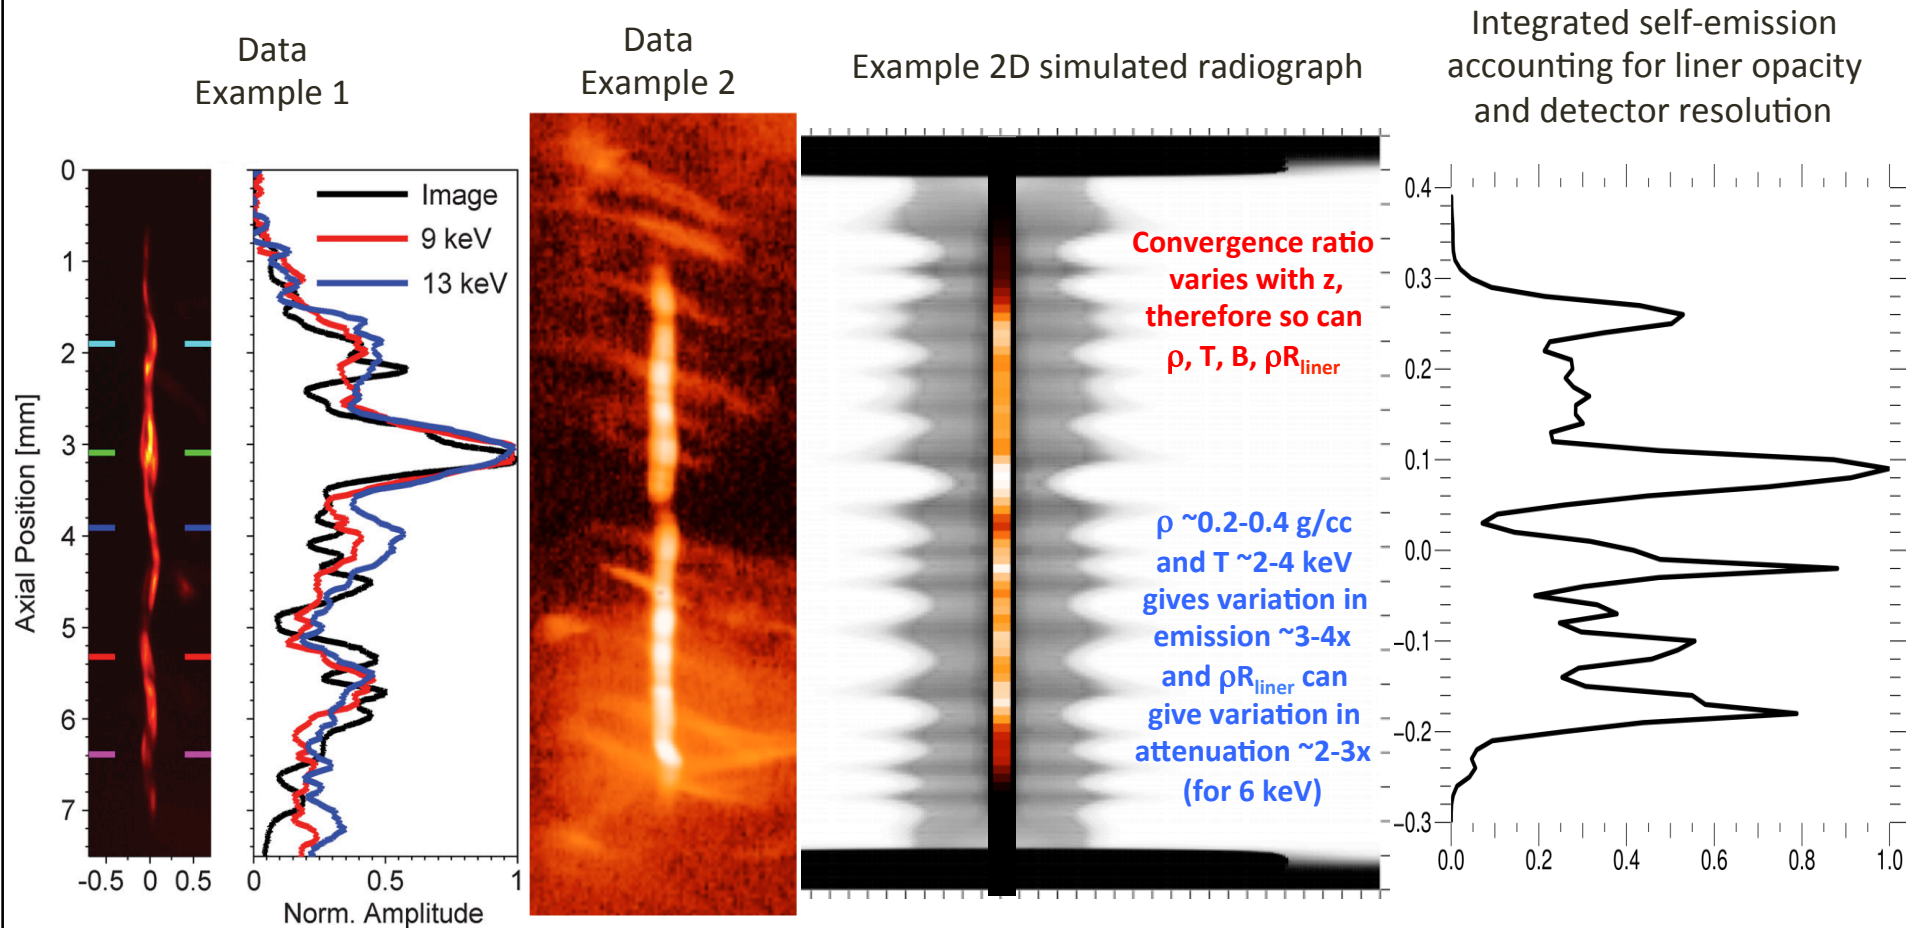 Data
Example 1
Data
Example 2
Example 2D simulated radiograph
Integrated self-emission
accounting for liner opacity
and detector resolution
Image
9 keV
13 keV
Axial Position [mm]
0
1
2
3
4
5
6
7
-0.5 0 0.5
0 0.5 1
Norm. Amplitude
Convergence ratio
varies with z,
therefore so can
ρ, T, B, ρRliner
ρ ~0.2-0.4 g/cc
and T ~2-4 keV
gives variation in
emission ~3-4x
and ρRliner can
give variation in
attenuation ~2-3x
(for 6 keV)
0.4
0.3
0.2
0.1
0.0
−0.1
−0.2
−0.3
0.0 0.2 0.4 0.6 0.8 1.0